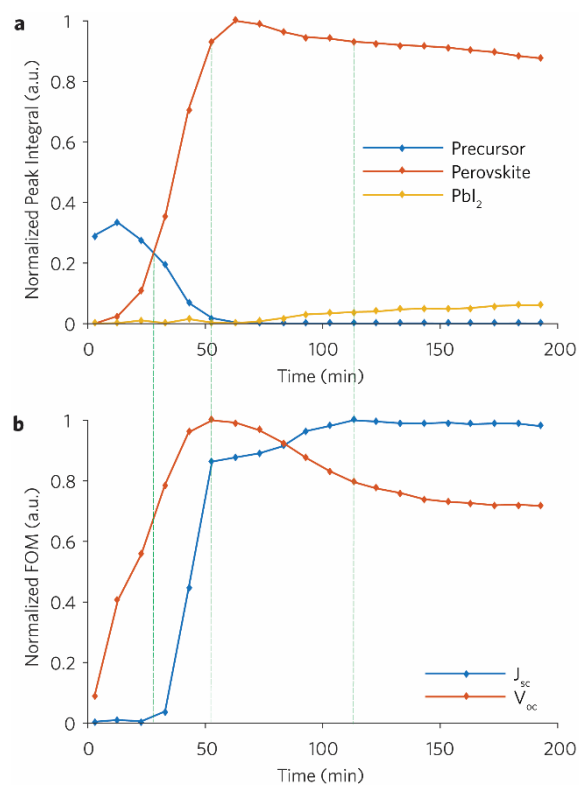 a
Normalized Peak Integral (a.u.)
1
0.8
0.6
0.4
0.2
0
Precursor
Perovskite
PbI₂
0 50 100 150 200
Time (min)
b
Normalized FOM (a.u.)
1
0.8
0.6
0.4
0.2
0
J_sc
V_oc
0 50 100 150 200
Time (min)